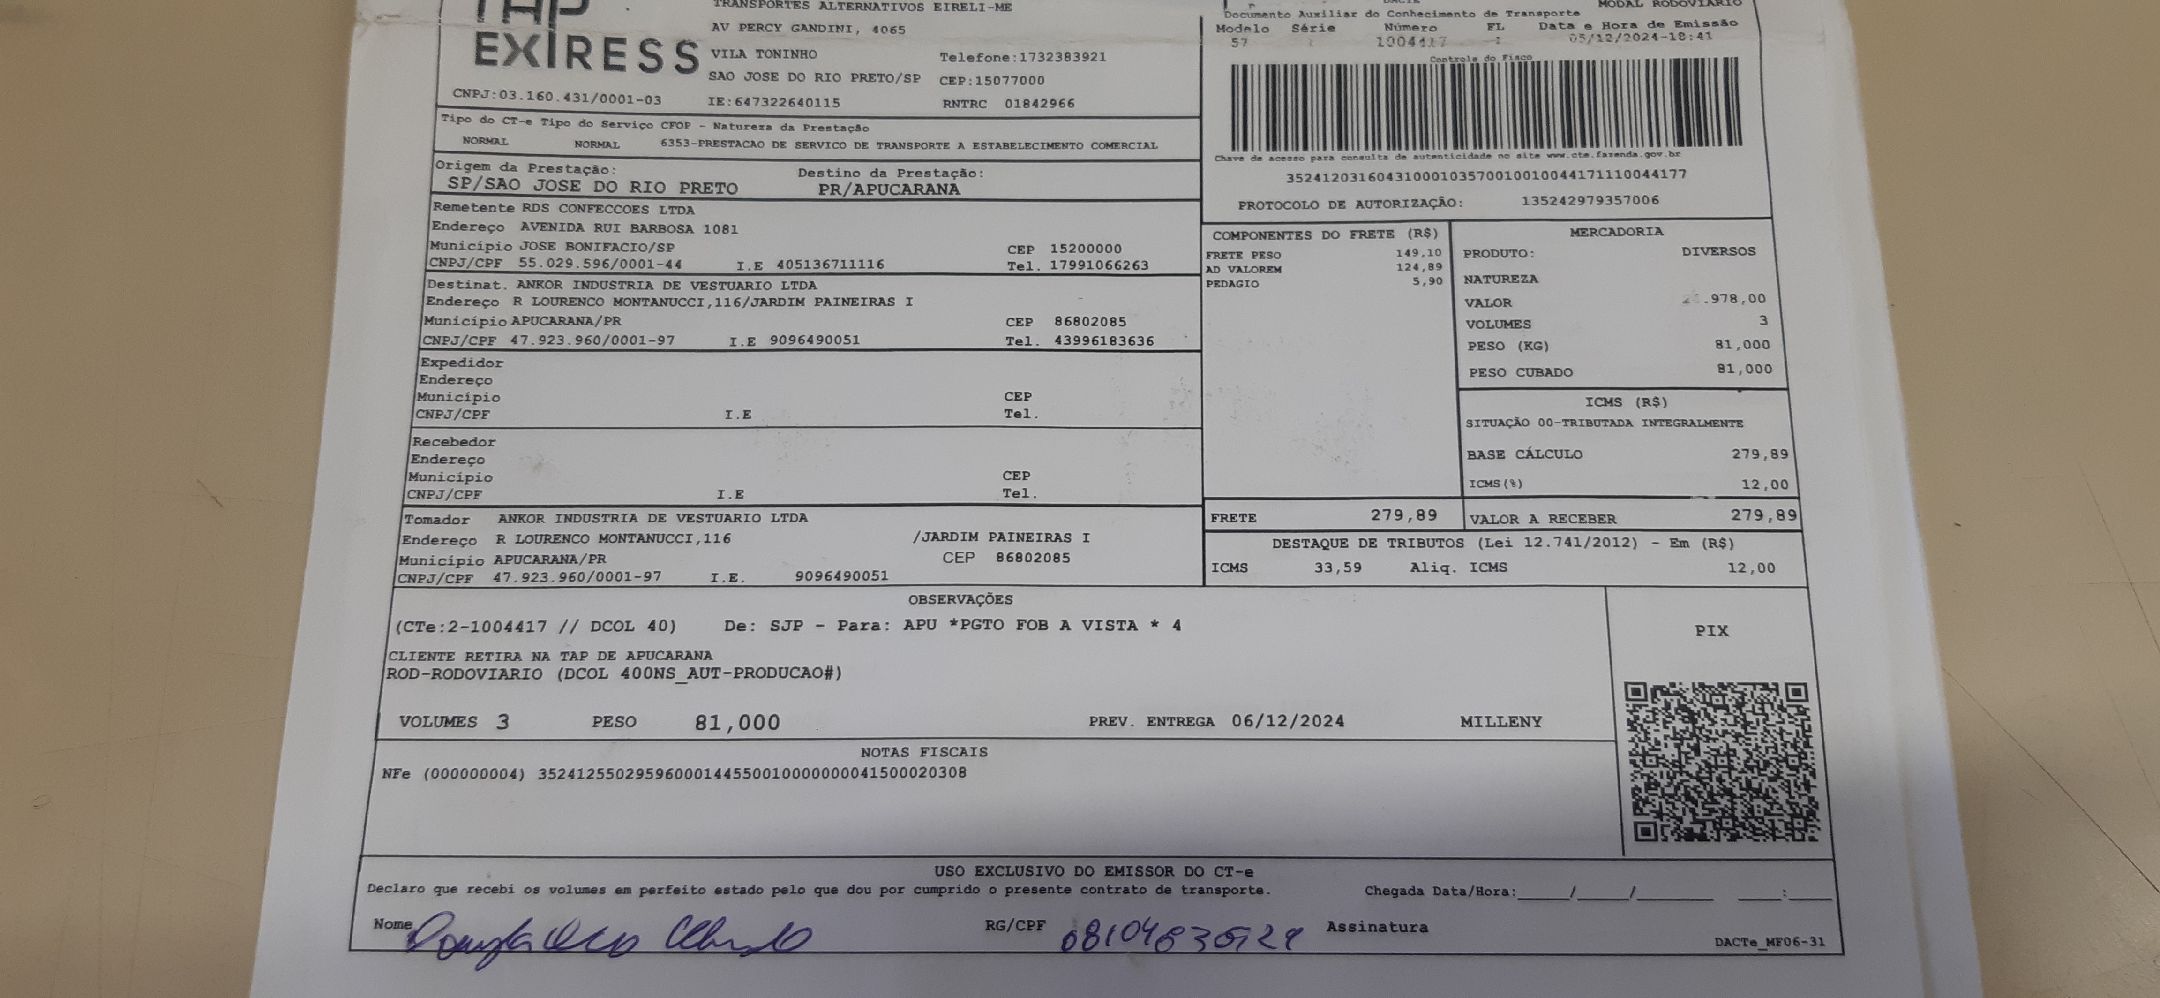 TAP
EXPRESS
TRANSPORTES ALTERNATIVOS EIRELI-ME
AV PERCY GANDINI, 4065
VILA TONINHO Telefone:1732383921
SAO JOSE DO RIO PRETO/SP CEP:15077000
CNPJ:03.160.431/0001-03 IE:647322640115 RNTRC 01842966
MODAL RODOVIARIO
Documento Auxiliar do Conhecimento de Transporte
Modelo Série Número FL Data e Hora de Emissão
57 1004417 05/12/2024-18:41
Controle do Fisco
Chave de acesso para consulta de autenticidade no site www.cte.fazenda.gov.br
35241203160431000103570010010044171110044177
PROTOCOLO DE AUTORIZAÇÃO: 135242979357006
Tipo do CT-e Tipo do Serviço CFOP - Natureza da Prestação
NORMAL NORMAL 6353-PRESTACAO DE SERVICO DE TRANSPORTE A ESTABELECIMENTO COMERCIAL
Origem da Prestação: Destino da Prestação:
SP/SAO JOSE DO RIO PRETO PR/APUCARANA
Remetente RDS CONFECCOES LTDA
Endereço AVENIDA RUI BARBOSA 1081
Município JOSE BONIFACIO/SP CEP 15200000
CNPJ/CPF 55.029.596/0001-44 I.E 405136711116 Tel. 17991066263
Destinat. ANKOR INDUSTRIA DE VESTUARIO LTDA
Endereço R LOURENCO MONTANUCCI,116/JARDIM PAINEIRAS I
Município APUCARANA/PR CEP 86802085
CNPJ/CPF 47.923.960/0001-97 I.E 9096490051 Tel. 43996183636
Expedidor
Endereço
Município CEP
CNPJ/CPF I.E Tel.
Recebedor
Endereço
Município CEP
CNPJ/CPF I.E Tel.
Tomador ANKOR INDUSTRIA DE VESTUARIO LTDA
Endereço R LOURENCO MONTANUCCI,116 /JARDIM PAINEIRAS I
Município APUCARANA/PR CEP 86802085
CNPJ/CPF 47.923.960/0001-97 I.E. 9096490051
COMPONENTES DO FRETE (R$)
FRETE PESO 149,10
AD VALOREM 124,89
PEDAGIO 5,90
MERCADORIA
PRODUTO: DIVERSOS
NATUREZA
VALOR .978,00
VOLUMES 3
PESO (KG) 81,000
PESO CUBADO 81,000
ICMS (R$)
SITUAÇÃO 00-TRIBUTADA INTEGRALMENTE
BASE CÁLCULO 279,89
ICMS(%) 12,00
FRETE 279,89 VALOR A RECEBER 279,89
DESTAQUE DE TRIBUTOS (Lei 12.741/2012) - Em (R$)
ICMS 33,59 Aliq. ICMS 12,00
OBSERVAÇÕES
(CTe:2-1004417 // DCOL 40) De: SJP - Para: APU *PGTO FOB A VISTA * 4
CLIENTE RETIRA NA TAP DE APUCARANA
ROD-RODOVIARIO (DCOL 400NS_AUT-PRODUCAO#)
VOLUMES 3 PESO 81,000 PREV. ENTREGA 06/12/2024 MILLENY
PIX
NOTAS FISCAIS
NFe (000000004) 35241255029596000144550010000000041500020308
USO EXCLUSIVO DO EMISSOR DO CT-e
Declaro que recebi os volumes em perfeito estado pelo que dou por cumprido o presente contrato de transporte. Chegada Data/Hora:____/____/________ ____:____
Nome RG/CPF Assinatura
DACTe_MF06-31